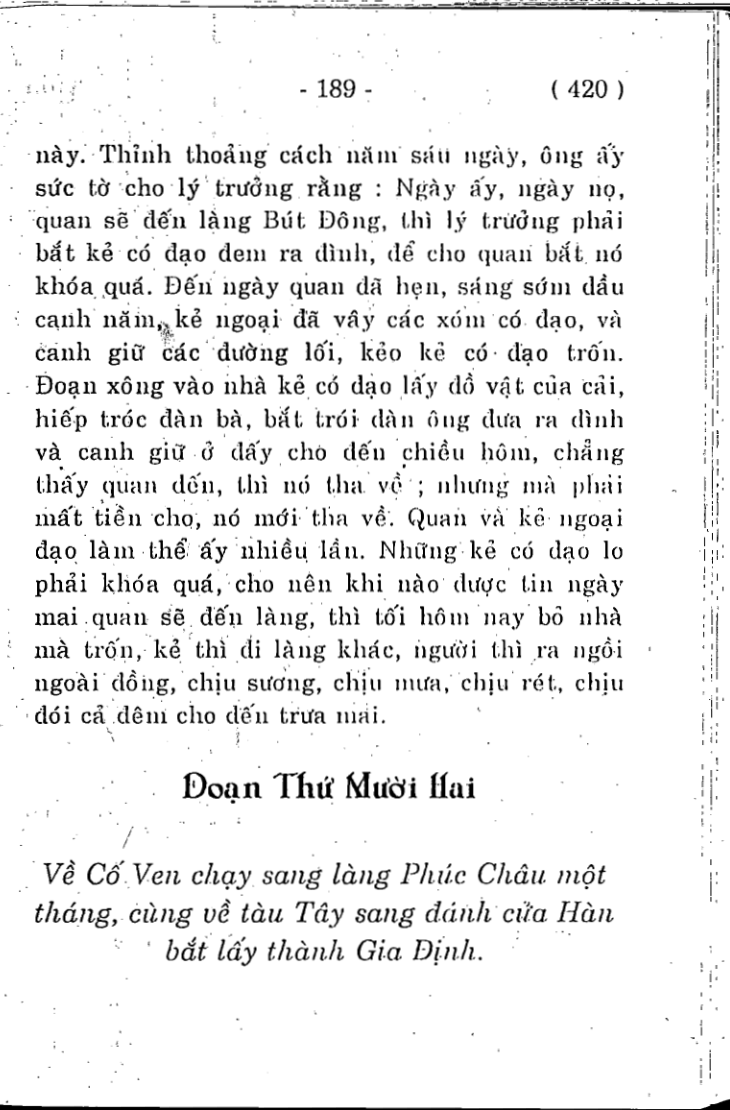 - 189 - ( 420 )
này. Thỉnh thoảng cách năm sáu ngày, ông ấy
sức tờ cho lý trưởng rằng : Ngày ấy, ngày nọ,
quan sẽ đến làng Bút Đông, thì lý trưởng phải
bắt kẻ có đạo đem ra đình, để cho quan bắt nó
khóa quá. Đến ngày quan đã hẹn, sáng sớm đầu
canh năm, kẻ ngoại đã vây các xóm có đạo, và
canh giữ các đường lối, kẻo kẻ có đạo trốn.
Đoạn xông vào nhà kẻ có đạo lấy đồ vật của cải,
hiếp tróc đàn bà, bắt trói đàn ông đưa ra đình
và canh giữ ở đấy cho đến chiều hôm, chẳng
thấy quan đến, thì nó tha về ; nhưng mà phải
mất tiền cho, nó mới tha về. Quan và kẻ ngoại
đạo làm thể ấy nhiều lần. Những kẻ có đạo lo
phải khóa quá, cho nên khi nào được tin ngày
mai quan sẽ đến làng, thì tối hôm nay bỏ nhà
mà trốn, kẻ thì đi làng khác, người thì ra ngồi
ngoài đồng, chịu sương, chịu mưa, chịu rét, chịu
đói cả đêm cho đến trưa mai.
Đoạn Thứ Mười Hai
Về Cố Ven chạy sang làng Phúc Châu một
tháng, cùng về tàu Tây sang đánh cửa Hàn
bắt lấy thành Gia Định.